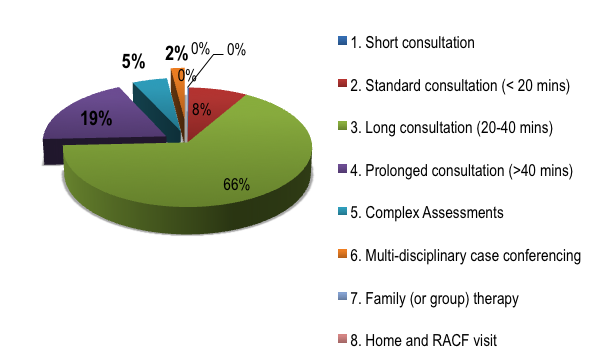 2%
0%
0%
5%
0%
8%
19%
66%
1. Short consultation
2. Standard consultation (< 20 mins)
3. Long consultation (20-40 mins)
4. Prolonged consultation (>40 mins)
5. Complex Assessments
6. Multi-disciplinary case conferencing
7. Family (or group) therapy
8. Home and RACF visit